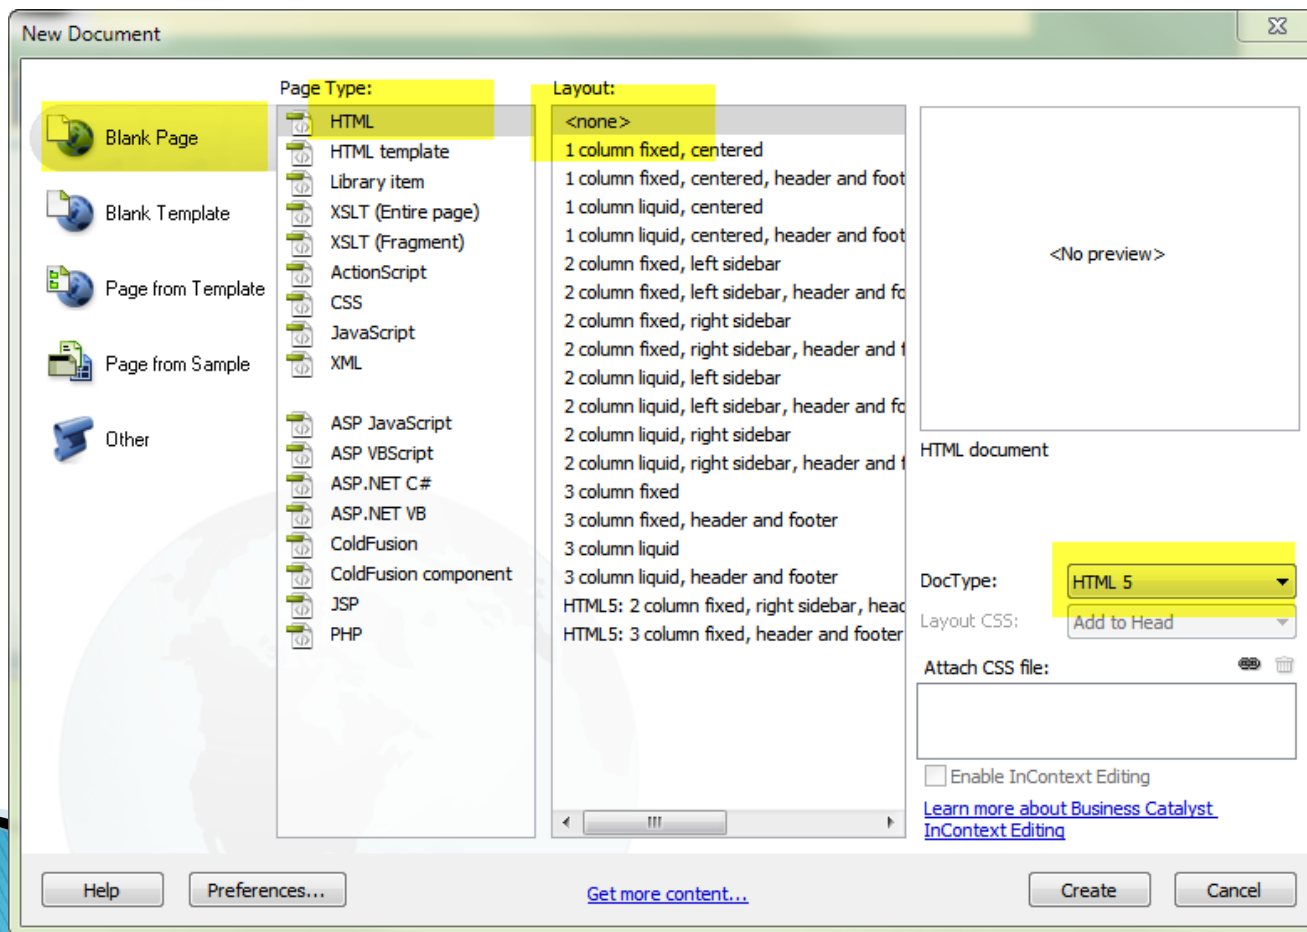 New Document
Blank Page
Blank Template
Page from Template
Page from Sample
Other
Page Type:
HTML
HTML template
Library item
XSLT (Entire page)
XSLT (Fragment)
ActionScript
CSS
JavaScript
XML
ASP JavaScript
ASP VBScript
ASP.NET C#
ASP.NET VB
ColdFusion
ColdFusion component
JSP
PHP
Layout:
<none>
1 column fixed, centered
1 column fixed, centered, header and foot
1 column liquid, centered
1 column liquid, centered, header and foot
2 column fixed, left sidebar
2 column fixed, left sidebar, header and fo
2 column fixed, right sidebar
2 column fixed, right sidebar, header and f
2 column liquid, left sidebar
2 column liquid, left sidebar, header and fo
2 column liquid, right sidebar
2 column liquid, right sidebar, header and f
3 column fixed
3 column fixed, header and footer
3 column liquid
3 column liquid, header and footer
HTML5: 2 column fixed, right sidebar, head
HTML5: 3 column fixed, header and footer
<No preview>
HTML document
DocType:
HTML 5
Layout CSS:
Add to Head
Attach CSS file:
Enable InContext Editing
Learn more about Business Catalyst
InContext Editing
Help
Preferences...
Get more content...
Create
Cancel